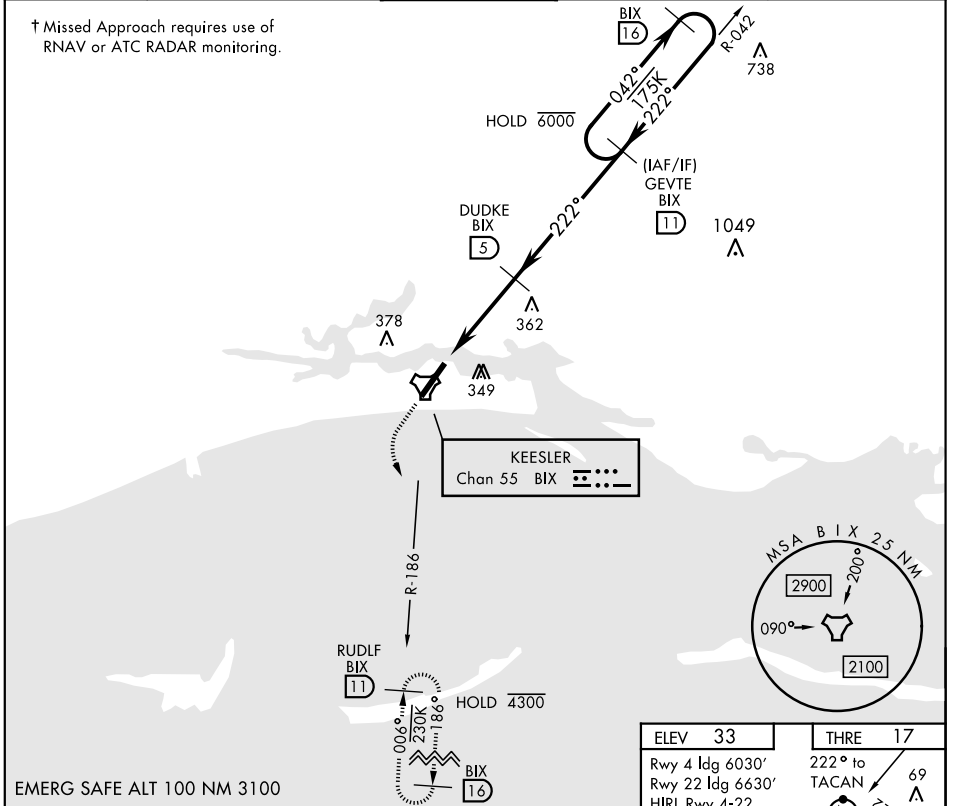 † Missed Approach requires use of
RNAV or ATC RADAR monitoring.
BIX
16
R-042
738
042°
175K
222°
HOLD 6000
(IAF/IF)
GEVTE
BIX
11
1049
DUDKE
BIX
5
222°
362
378
349
KEESLER
Chan 55 BIX
R-186
MSA BIX 25 NM
2900
200°
090°
2100
RUDLF
BIX
11
HOLD 4300
006°
230K
186°
BIX
16
EMERG SAFE ALT 100 NM 3100
ELEV 33
THRE 17
Rwy 4 ldg 6030'
Rwy 22 ldg 6630'
HIRL Rwy 4-22
222° to
TACAN
69